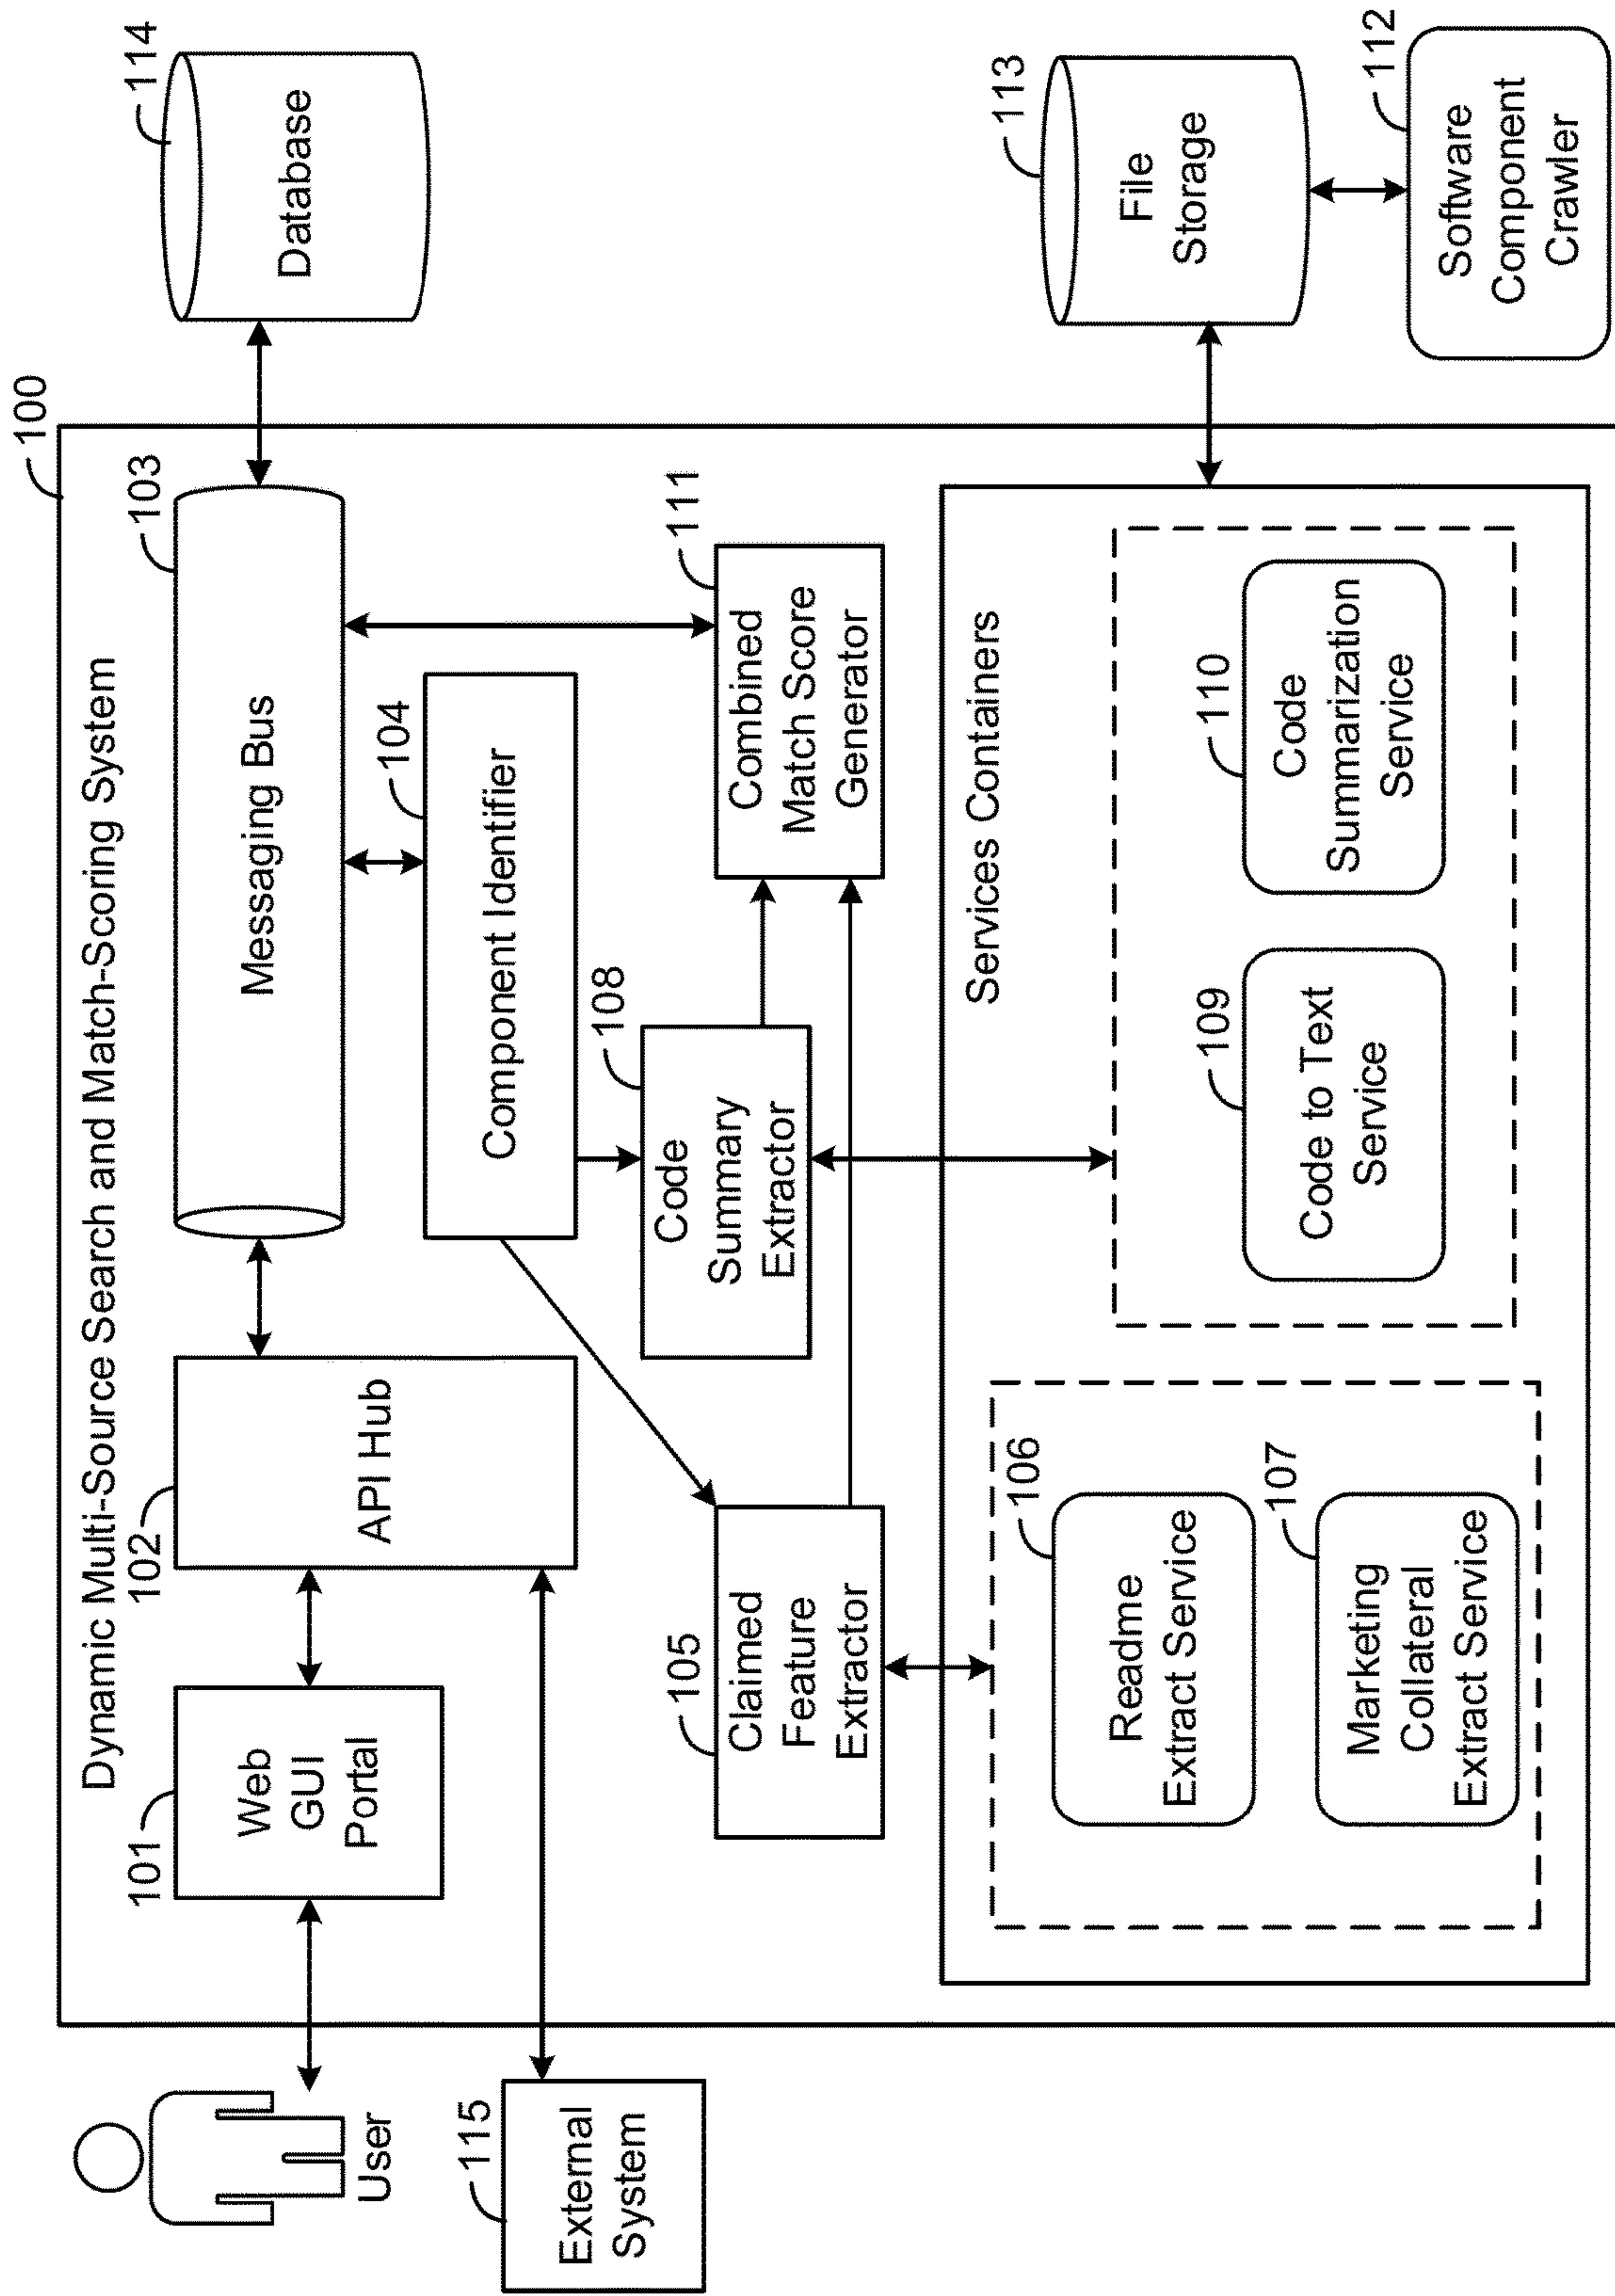 100
Dynamic Multi-Source Search and Match-Scoring System
User
101
Web
GUI
Portal
102
API Hub
103
Messaging Bus
114
Database
115
External
System
104
Component Identifier
105
Claimed
Feature
Extractor
108
Code
Summary
Extractor
111
Combined
Match Score
Generator
Services Containers
106
Readme
Extract Service
107
Marketing
Collateral
Extract Service
109
Code to Text
Service
110
Code
Summarization
Service
113
File
Storage
112
Software
Component
Crawler